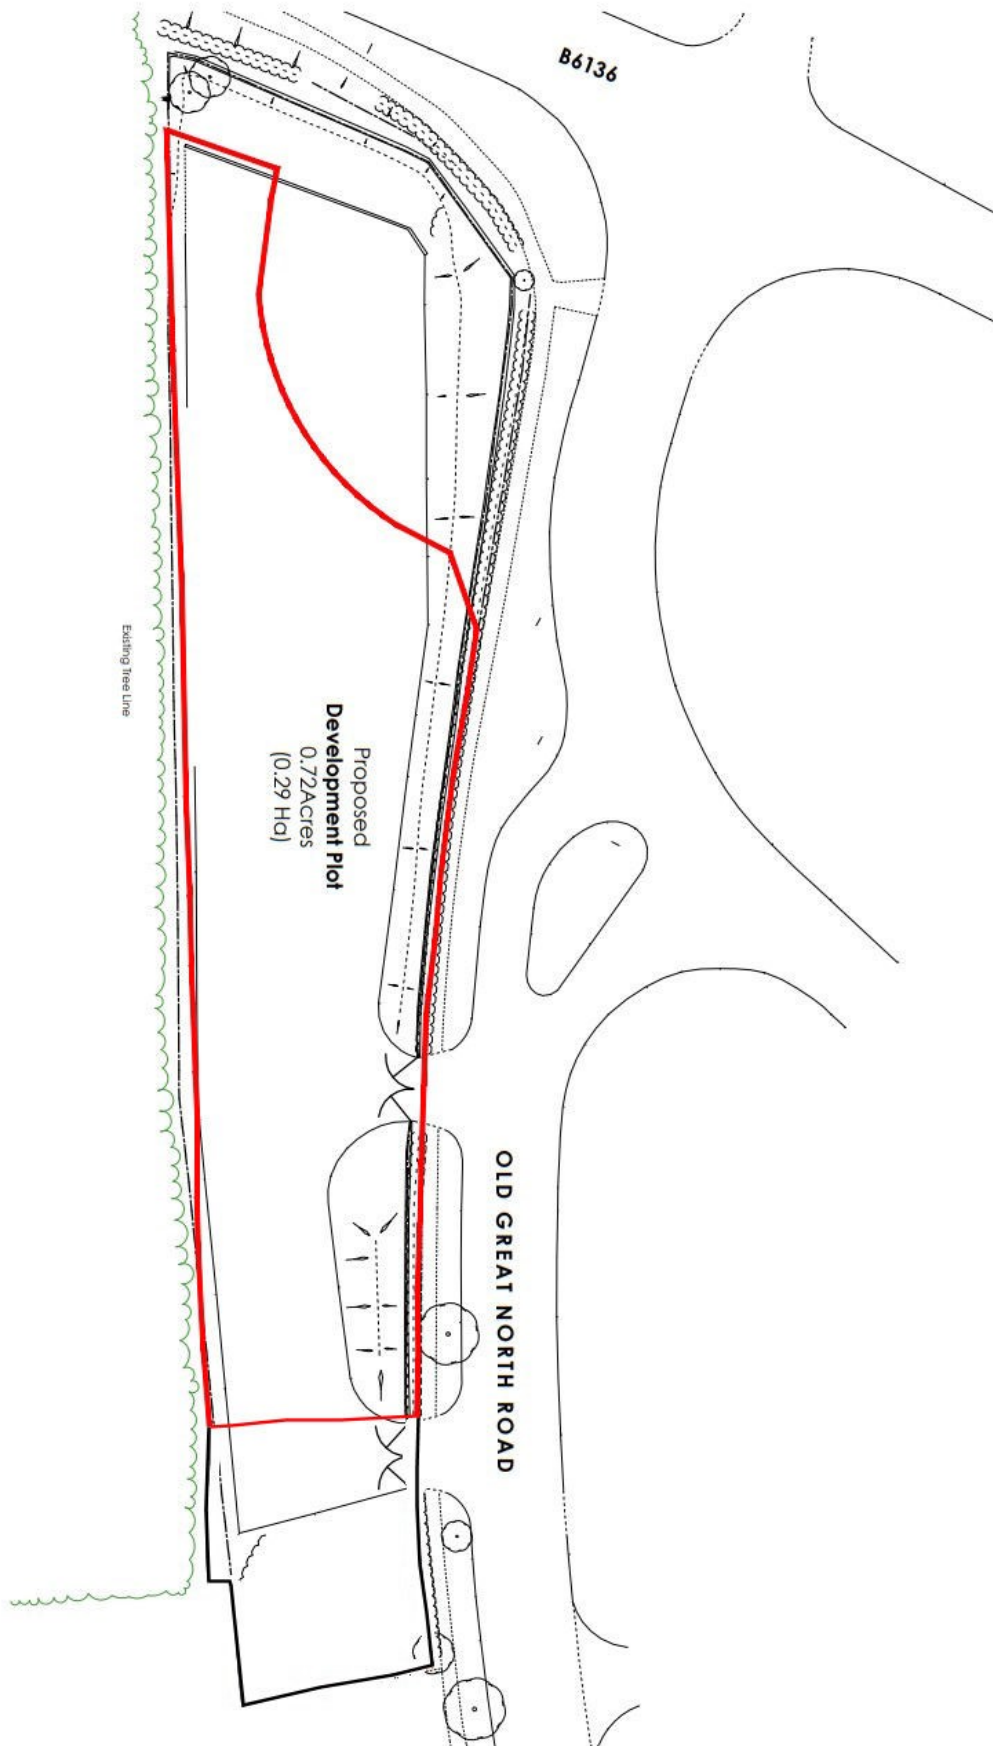 B6136
Existing Tree Line
Proposed
Development Plot
0.72Acres
(0.29 Ha)
OLD GREAT NORTH ROAD